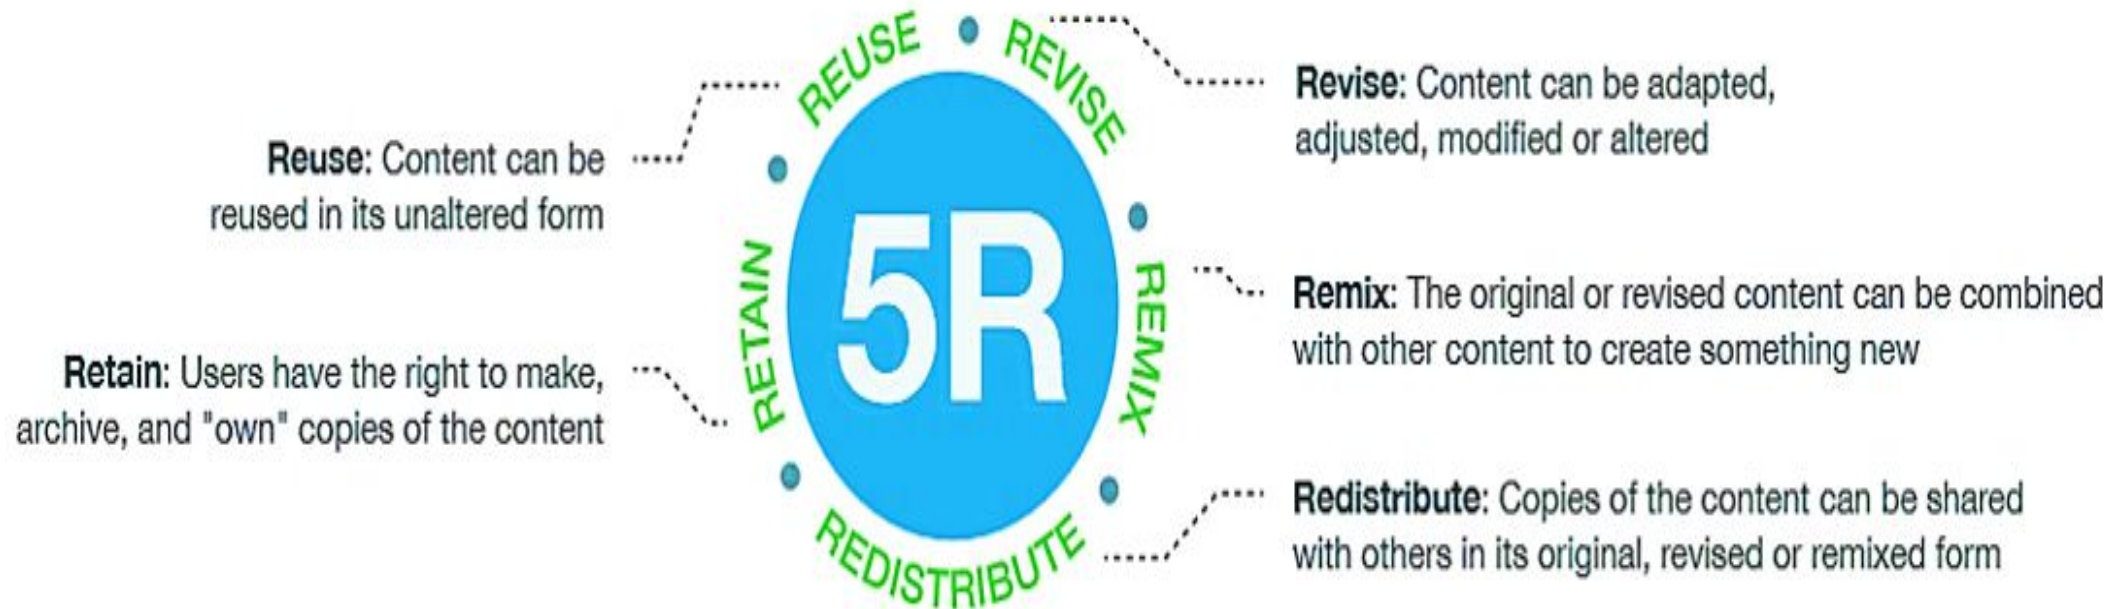 REUSE
REVISE
REMIX
REDISTRIBUTE
RETAIN
5R
Reuse: Content can be
reused in its unaltered form
Retain: Users have the right to make,
archive, and "own" copies of the content
Revise: Content can be adapted,
adjusted, modified or altered
Remix: The original or revised content can be combined
with other content to create something new
Redistribute: Copies of the content can be shared
with others in its original, revised or remixed form